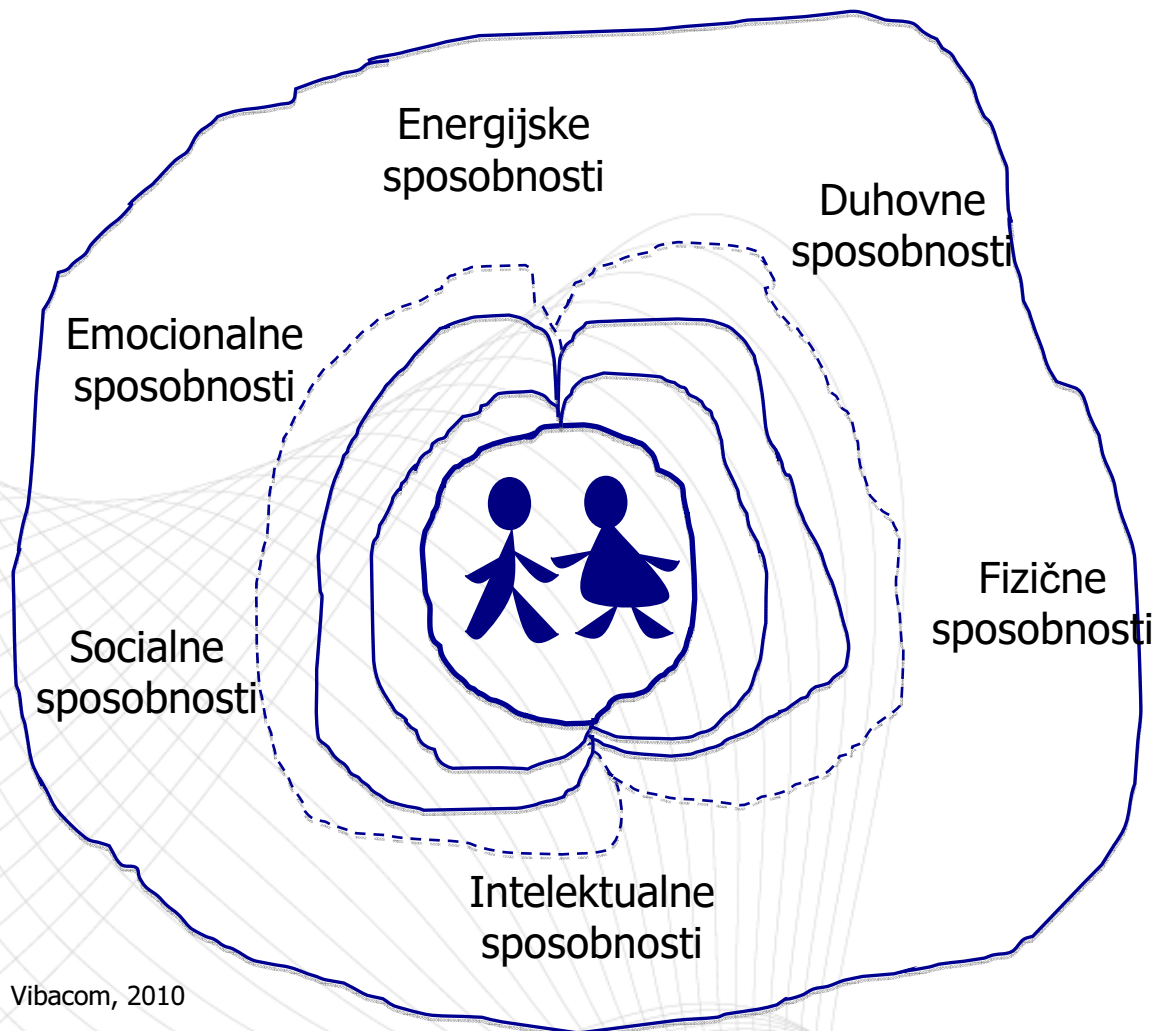 Energijske
sposobnosti
Duhovne
sposobnosti
Emocionalne
sposobnosti
Fizične
sposobnosti
Socialne
sposobnosti
Intelektualne
sposobnosti
Vibacom, 2010